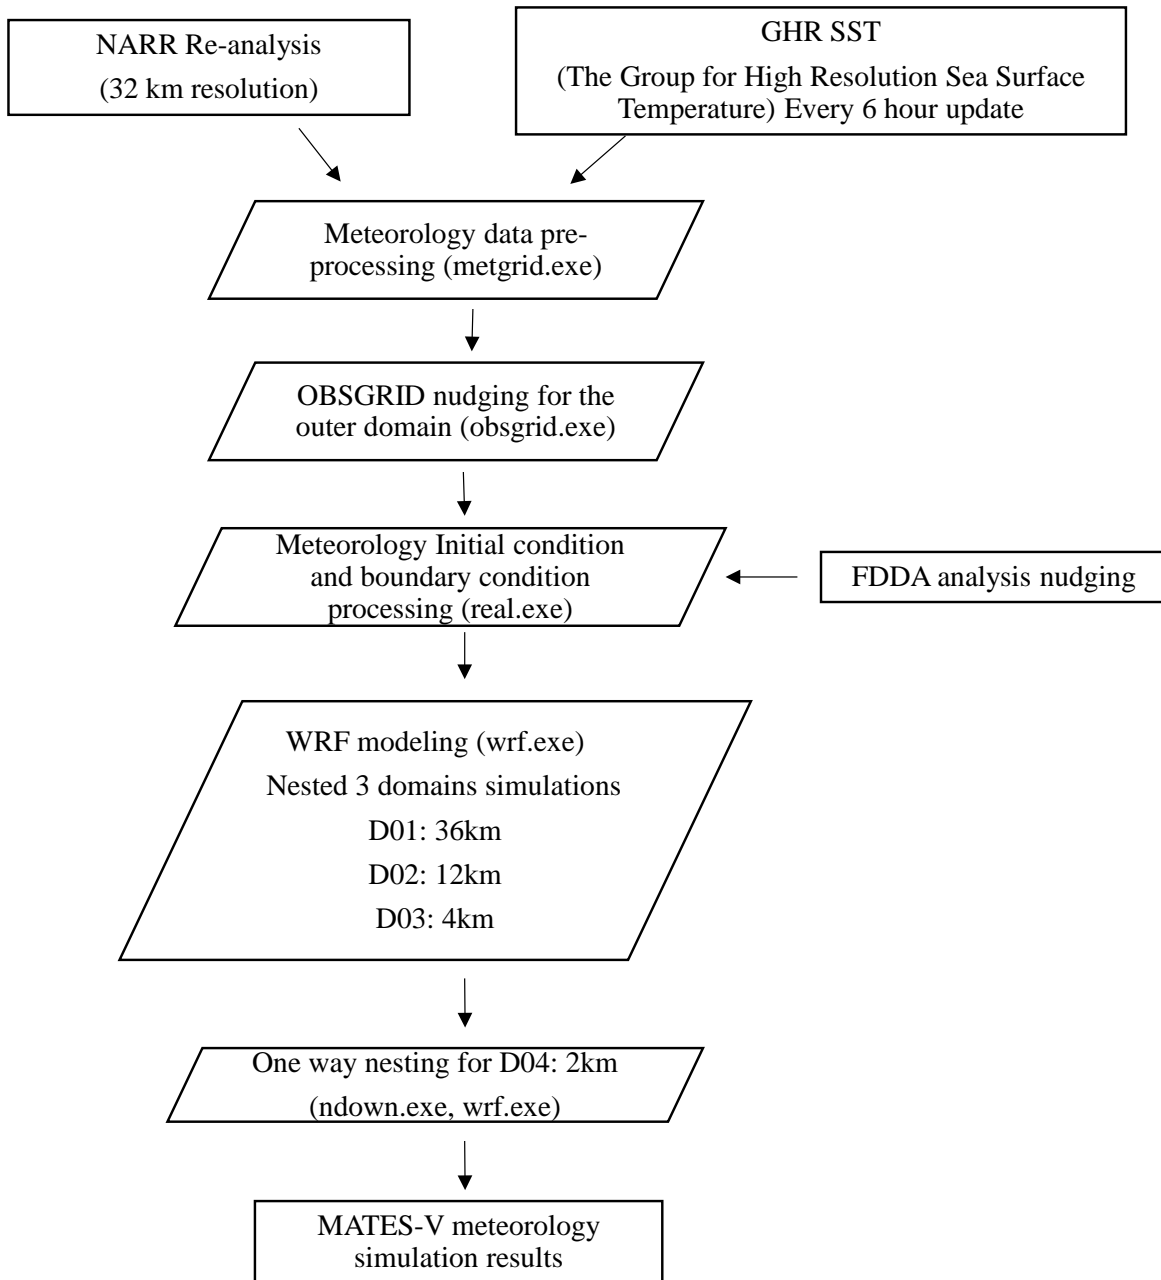 NARR Re-analysis
(32 km resolution)
GHR SST
(The Group for High Resolution Sea Surface
Temperature) Every 6 hour update
Meteorology data pre-
processing (metgrid.exe)
OBSGRID nudging for the
outer domain (obsgrid.exe)
Meteorology Initial condition
and boundary condition
processing (real.exe)
FDDA analysis nudging
WRF modeling (wrf.exe)
Nested 3 domains simulations
D01: 36km
D02: 12km
D03: 4km
One way nesting for D04: 2km
(ndown.exe, wrf.exe)
MATES-V meteorology
simulation results